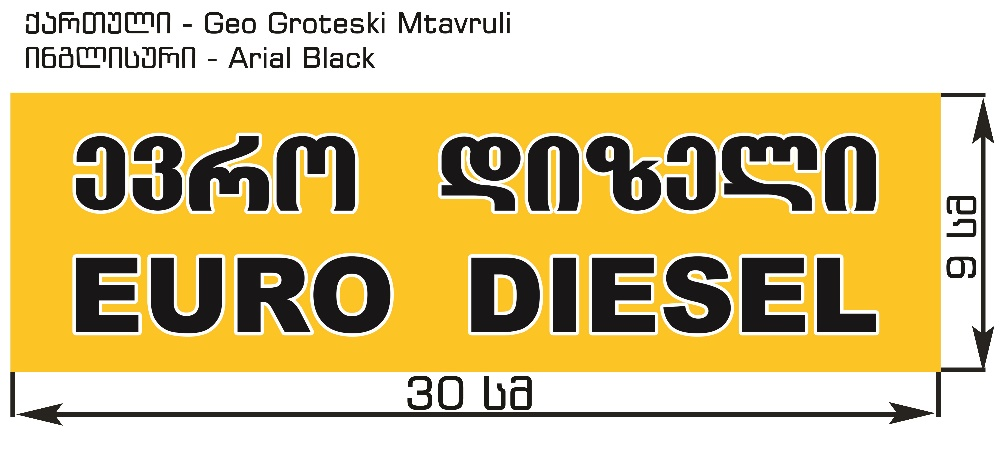 ქართული - Geo Groteski Mtavruli
ინგლისური - Arial Black
ევრო დიზელი
EURO DIESEL
9 სმ
30 სმ